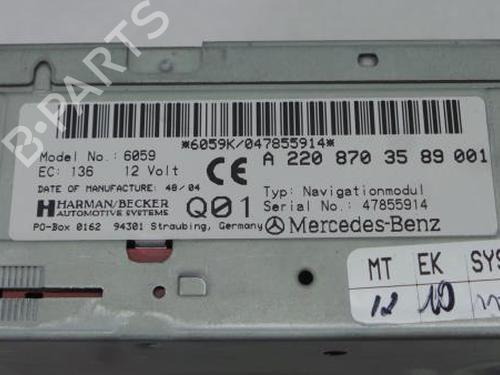 B-PARTS
*6059K/047855914*
Model No.: 6059
EC: 136 12 Volt
CE
A 220 870 35 89 001
DATE OF MANUFACTURE: 48/04
Typ: Navigationmodul
HARMAN/BECKER
AUTOMOTIVE SYSTEMS
Q01
Serial No.: 47855914
PO-Box 0162 94301 Straubing, Germany
Mercedes-Benz
MT EK SYS
12 10